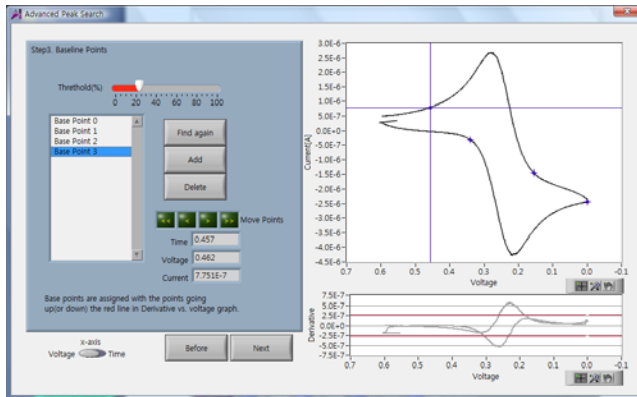 Advanced Peak Search
Step3. Baseline Points
Threthold(%)
0 20 40 60 80 100
Base Point 0
Base Point 1
Base Point 2
Base Point 3
Find again
Add
Delete
<< < > >> Move Points
Time 0.457
Voltage 0.462
Current 7.751E-7
Base points are assigned with the points going
up(or down) the red line in Derivative vs. voltage graph.
x-axis
Voltage Time
Before
Next
3.0E-6
2.5E-6
2.0E-6
1.5E-6
1.0E-6
5.0E-7
0.0E+0
-5.0E-7
-1.0E-6
-1.5E-6
-2.0E-6
-2.5E-6
-3.0E-6
-3.5E-6
-4.0E-6
-4.5E-6
Current[A]
0.7 0.6 0.5 0.4 0.3 0.2 0.1 0.0 -0.1
Voltage
7.5E-7
5.0E-7
2.5E-7
0.0E+0
-2.5E-7
-5.0E-7
-7.5E-7
Derivative
0.7 0.6 0.5 0.4 0.3 0.2 0.1 0.0 -0.1
Voltage